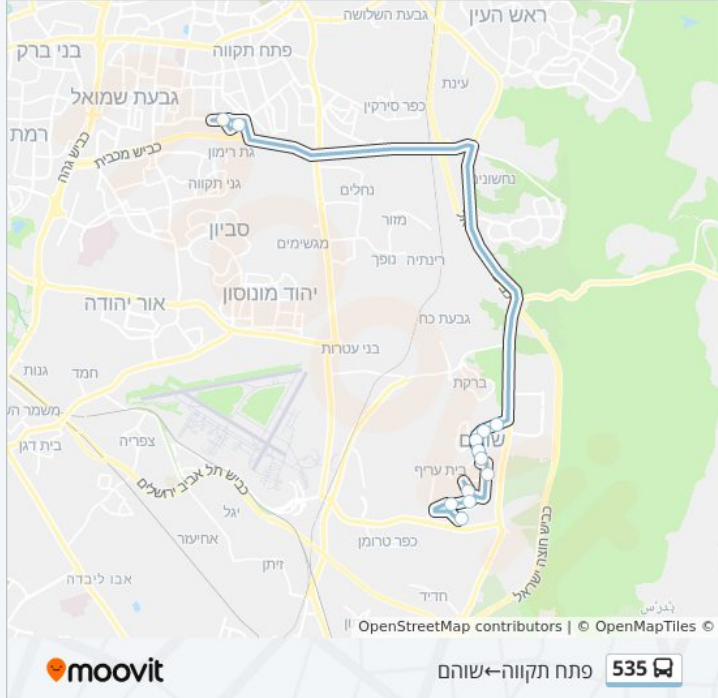 ראש העין
גבעת השלושה
בני ברק
פתח תקווה
עינת
גבעת שמואל
כפר סירקין
רמת
כביש מכבית
גת רימון
כביש גהה
גני תקווה
נחלים
נחשונים
מזור
סביון
מגשימים
רינתיה
נופך
יהוד מונוסון
אור יהודה
גבעת כח
בני עטרות
גנות
חמד
ברקת
משמר הש
שוהם
צפריה
בית דגן
בית עריף
כביש תל אביב ירושלים
יגל
אחיעזר
כפר טרומן
כביש חוצה ישראל
זיתן
אבו ליבדה
חדיד
بُدرُس
OpenStreetMap contributors | © OpenMapTiles ©
moovit
פתח תקווה←שוהם
535